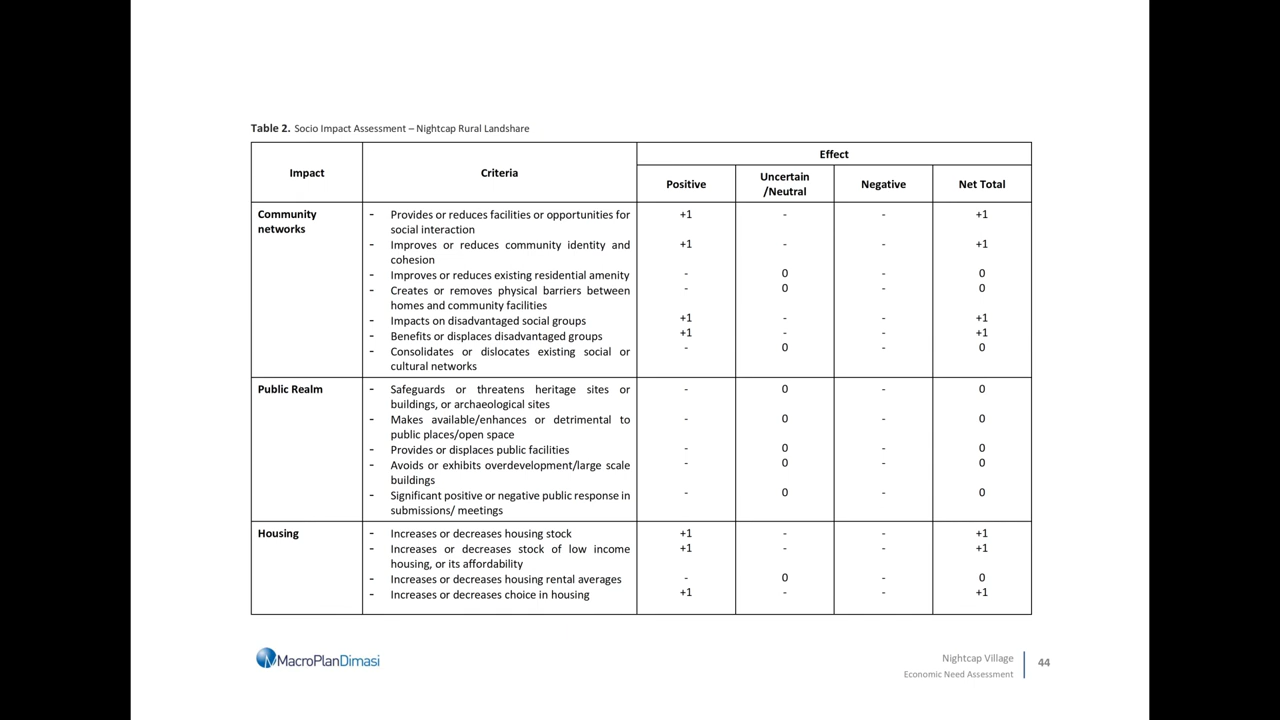 Table 2. Socio Impact Assessment – Nightcap Rural Landshare
Impact
Criteria
Effect
Positive
Uncertain
/Neutral
Negative
Net Total
Community
networks
- Provides or reduces facilities or opportunities for
social interaction
+1 - - +1
- Improves or reduces community identity and
cohesion
+1 - - +1
- Improves or reduces existing residential amenity
- 0 - 0
- Creates or removes physical barriers between
homes and community facilities
- 0 - 0
- Impacts on disadvantaged social groups
+1 - - +1
- Benefits or displaces disadvantaged groups
+1 - - +1
- Consolidates or dislocates existing social or
cultural networks
- 0 - 0
Public Realm
- Safeguards or threatens heritage sites or
buildings, or archaeological sites
- 0 - 0
- Makes available/enhances or detrimental to
public places/open space
- 0 - 0
- Provides or displaces public facilities
- 0 - 0
- Avoids or exhibits overdevelopment/large scale
buildings
- 0 - 0
- Significant positive or negative public response in
submissions/ meetings
- 0 - 0
Housing
- Increases or decreases housing stock
+1 - - +1
- Increases or decreases stock of low income
housing, or its affordability
+1 - - +1
- Increases or decreases housing rental averages
- 0 - 0
- Increases or decreases choice in housing
+1 - - +1
MacroPlanDimasi
Nightcap Village
Economic Need Assessment
44